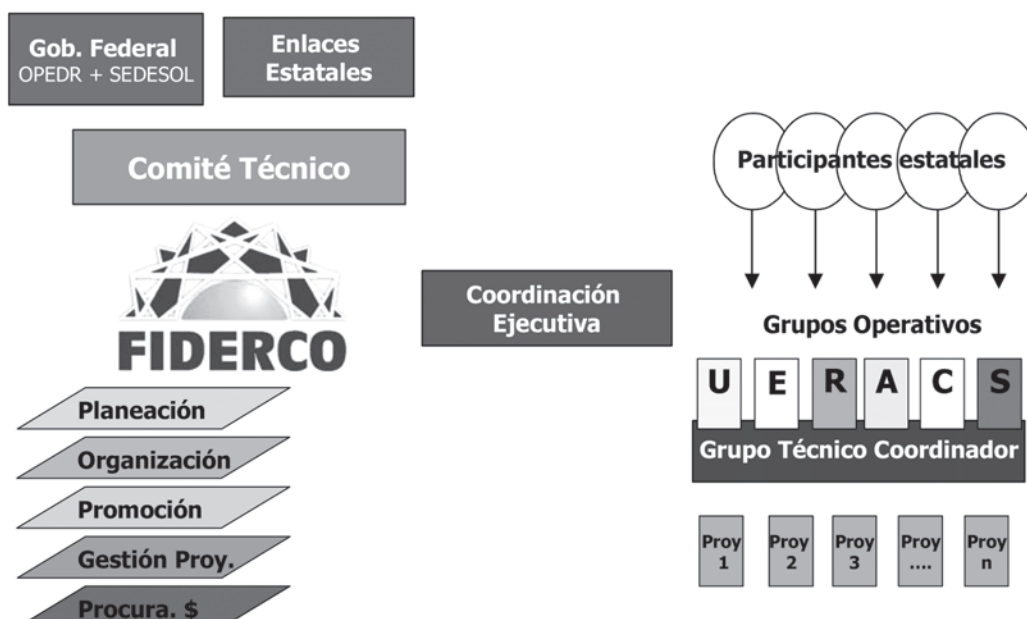 Gob. Federal
OPEDR + SEDESOL
Enlaces
Estatales
Comité Técnico
FIDERCO
Planeación
Organización
Promoción
Gestión Proy.
Procura. $
Coordinación
Ejecutiva
Participantes estatales
Grupos Operativos
U E R A C S
Grupo Técnico Coordinador
Proy
1
Proy
2
Proy
3
Proy
....
Proy
n